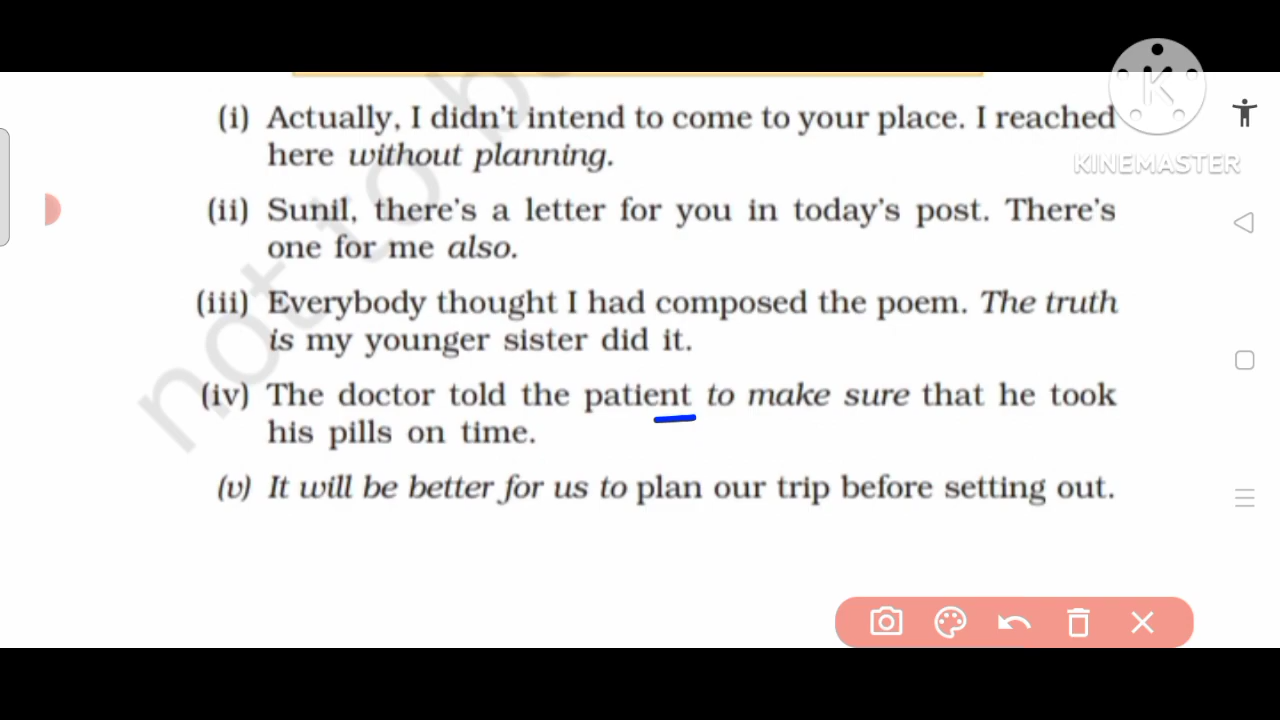 (i) Actually, I didn't intend to come to your place. I reached
here without planning.
KINEMASTER
(ii) Sunil, there's a letter for you in today's post. There's
one for me also.
(iii) Everybody thought I had composed the poem. The truth
is my younger sister did it.
(iv) The doctor told the patient to make sure that he took
his pills on time.
(v) It will be better for us to plan our trip before setting out.
not to b